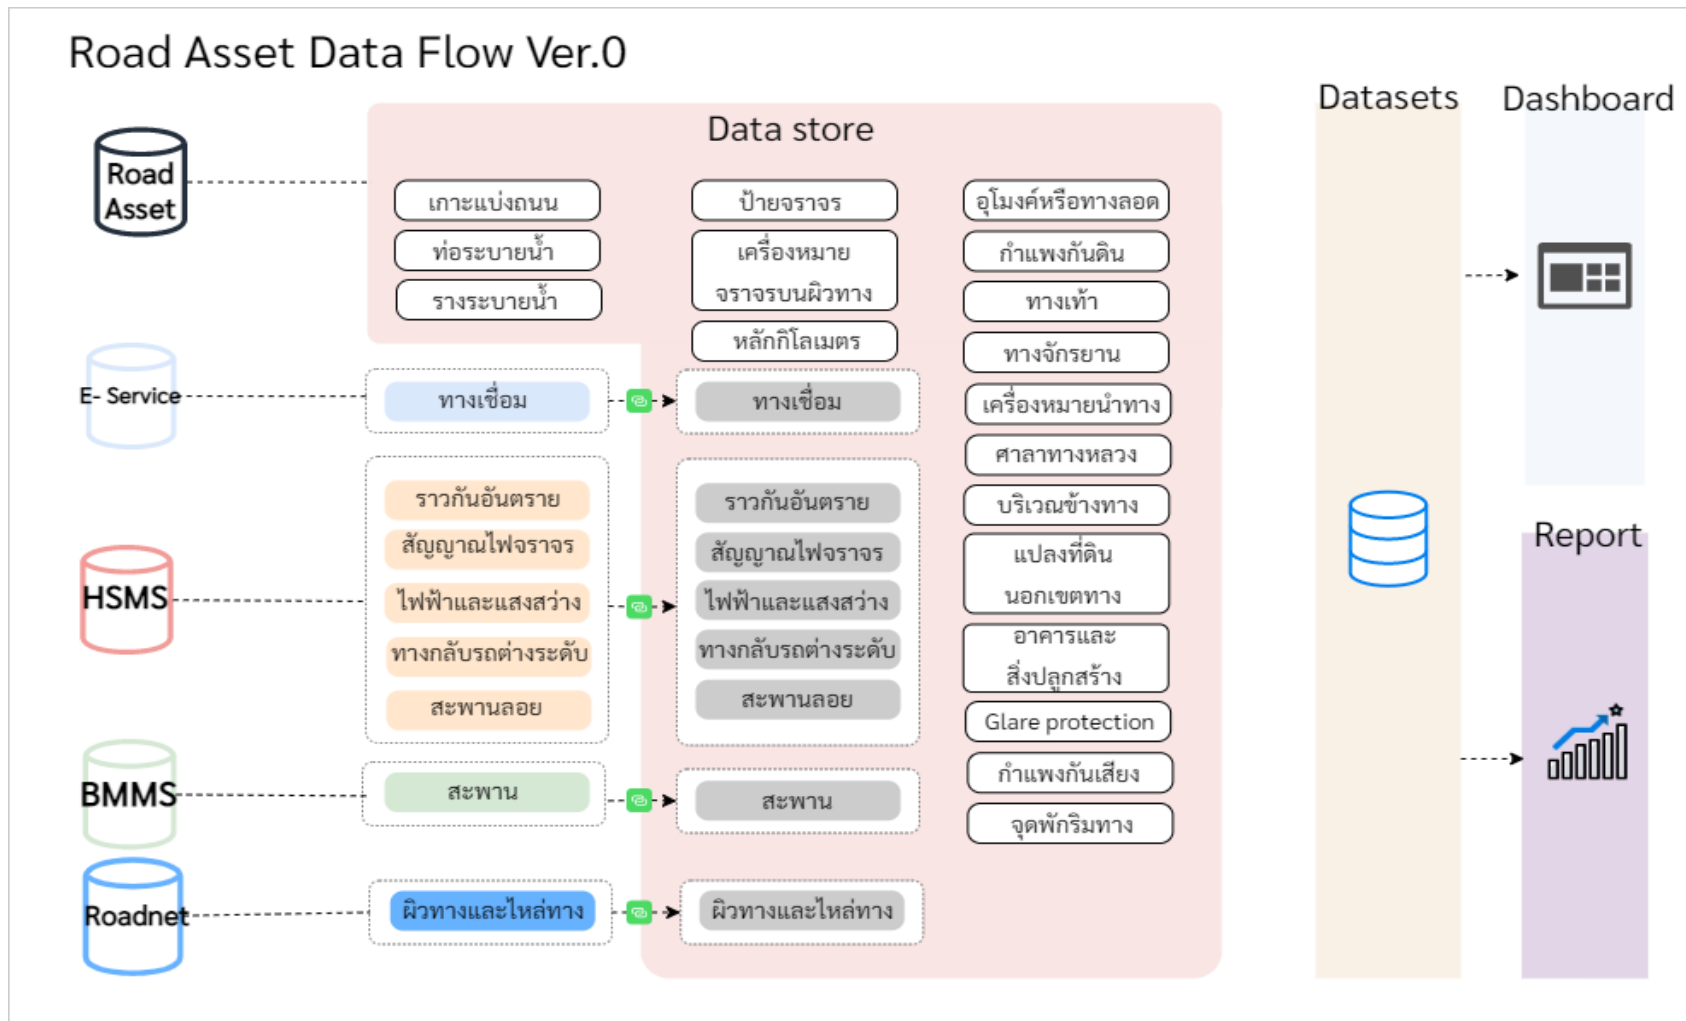 Road Asset Data Flow Ver.0
Datasets
Dashboard
Data store
Road
Asset
เกาะแบ่งถนน
ท่อระบายน้ำ
รางระบายน้ำ
ป้ายจราจร
เครื่องหมาย
จราจรบนผิวทาง
หลักกิโลเมตร
อุโมงค์หรือทางลอด
กำแพงกันดิน
ทางเท้า
ทางจักรยาน
เครื่องหมายนำทาง
ศาลาทางหลวง
บริเวณข้างทาง
แปลงที่ดิน
นอกเขตทาง
อาคารและ
สิ่งปลูกสร้าง
Glare protection
กำแพงกันเสียง
จุดพักริมทาง
E- Service
ทางเชื่อม
ทางเชื่อม
HSMS
ราวกันอันตราย
สัญญาณไฟจราจร
ไฟฟ้าและแสงสว่าง
ทางกลับรถต่างระดับ
สะพานลอย
ราวกันอันตราย
สัญญาณไฟจราจร
ไฟฟ้าและแสงสว่าง
ทางกลับรถต่างระดับ
สะพานลอย
BMMS
สะพาน
สะพาน
Roadnet
ผิวทางและไหล่ทาง
ผิวทางและไหล่ทาง
Report